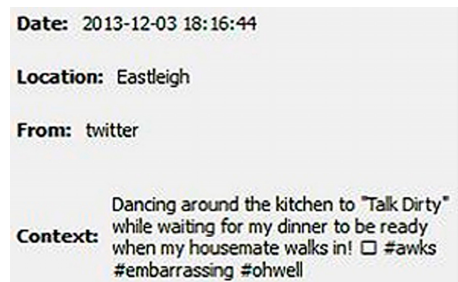 Date: 2013-12-03 18:16:44
Location: Eastleigh
From: twitter
Context: Dancing around the kitchen to "Talk Dirty"
while waiting for my dinner to be ready
when my housemate walks in! □ #awks
#embarrassing #ohwell